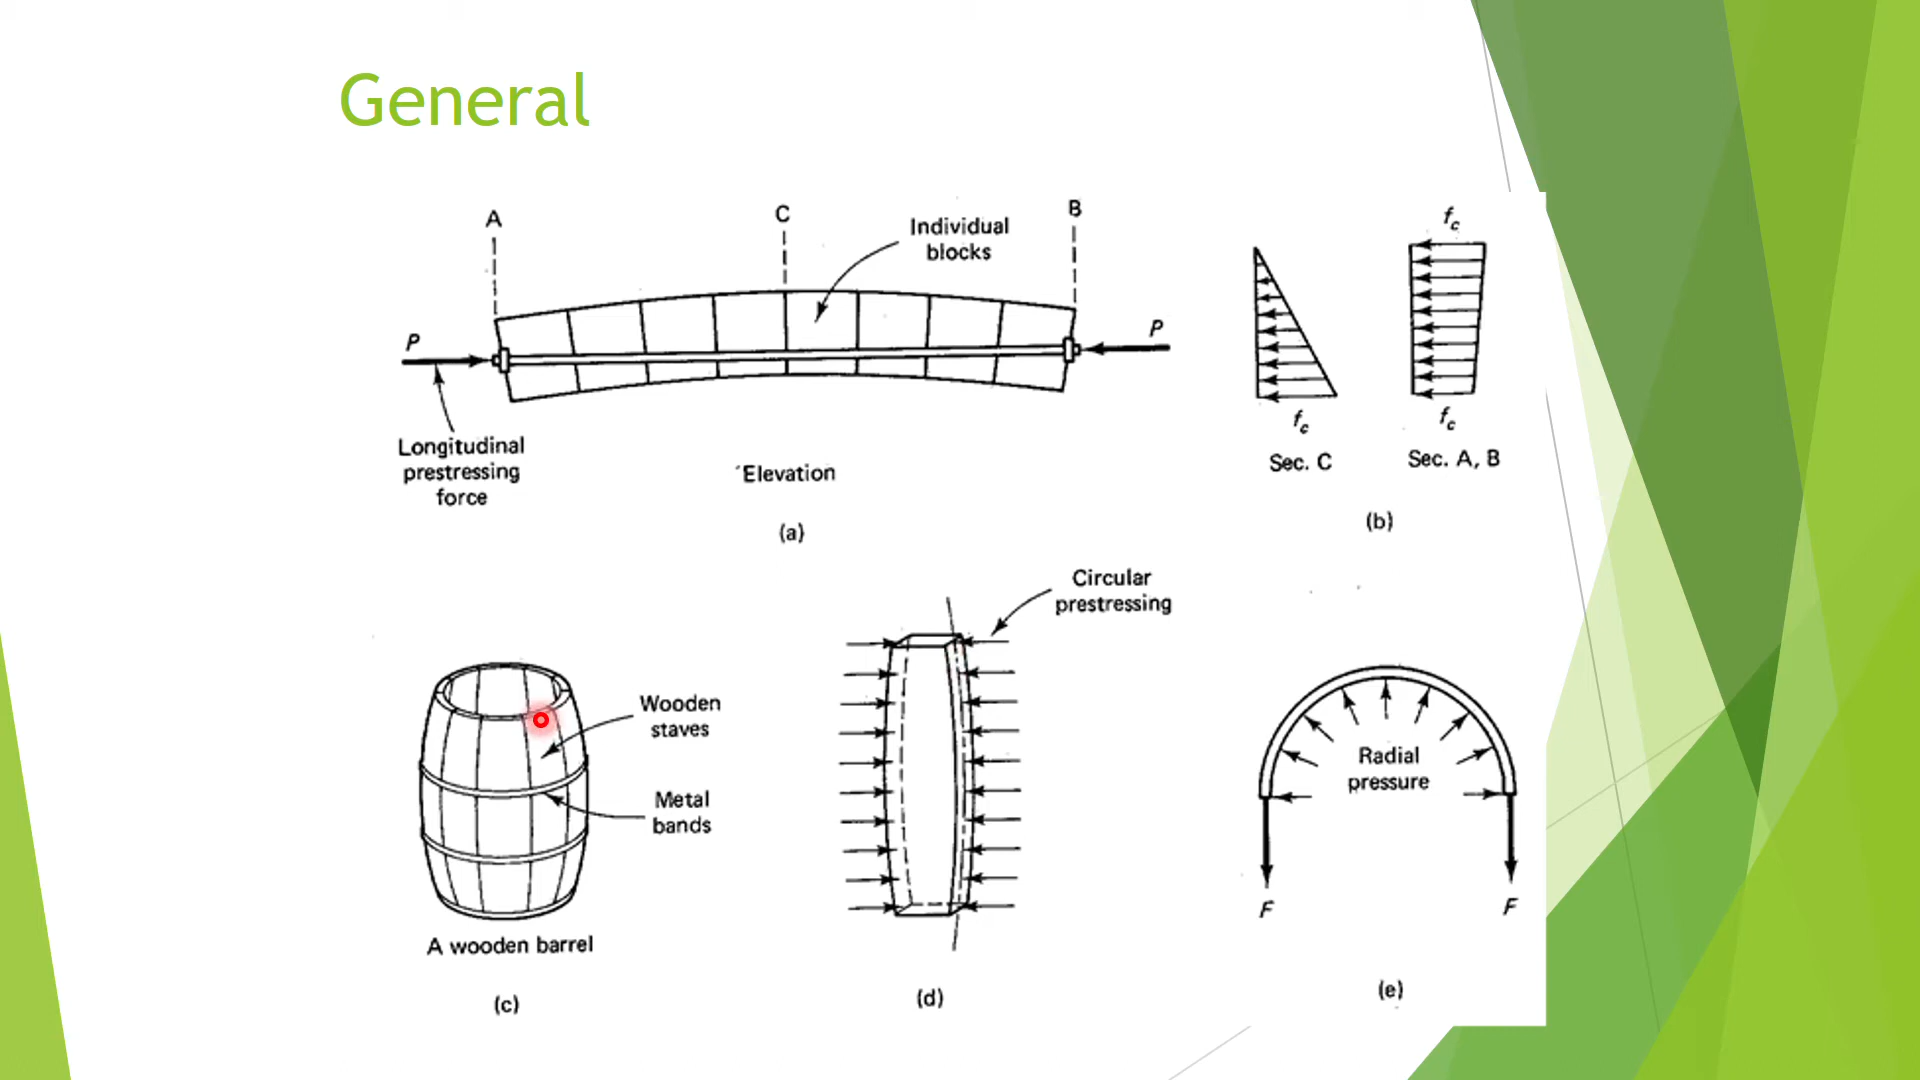 General
A
C
B
Individual
blocks
P
P
Longitudinal
prestressing
force
Elevation
(a)
fc
fc
fc
Sec. C
Sec. A, B
(b)
Circular
prestressing
Wooden
staves
Metal
bands
A wooden barrel
(c)
(d)
Radial
pressure
F
F
(e)